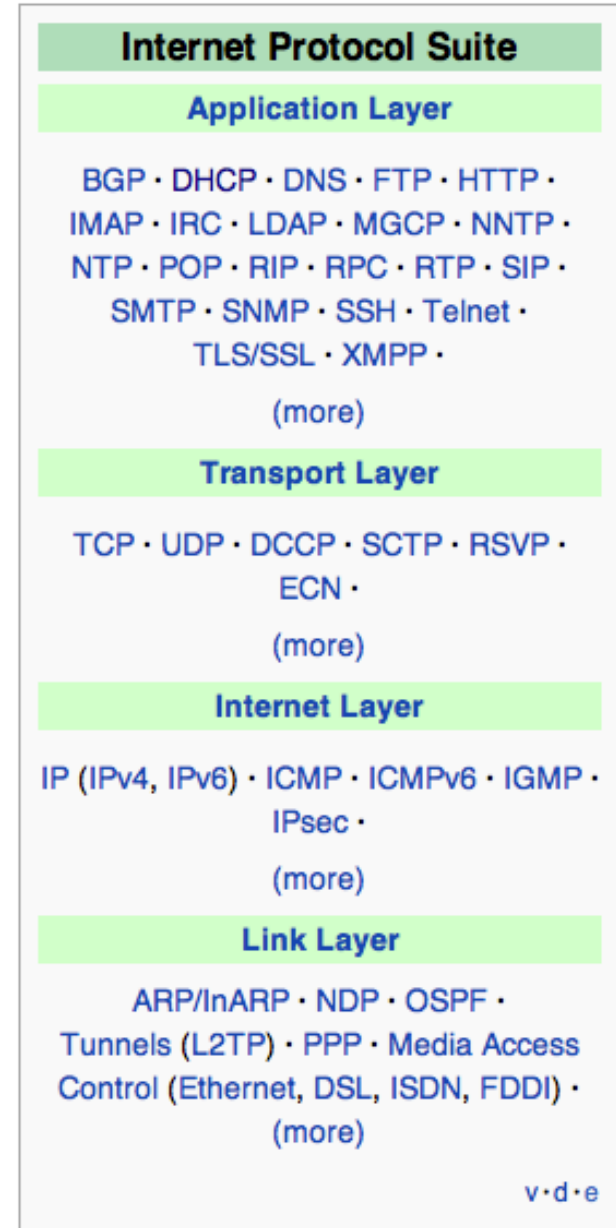 Internet Protocol Suite
Application Layer
BGP · DHCP · DNS · FTP · HTTP ·
IMAP · IRC · LDAP · MGCP · NNTP ·
NTP · POP · RIP · RPC · RTP · SIP ·
SMTP · SNMP · SSH · Telnet ·
TLS/SSL · XMPP ·
(more)
Transport Layer
TCP · UDP · DCCP · SCTP · RSVP ·
ECN ·
(more)
Internet Layer
IP (IPv4, IPv6) · ICMP · ICMPv6 · IGMP ·
IPsec ·
(more)
Link Layer
ARP/InARP · NDP · OSPF ·
Tunnels (L2TP) · PPP · Media Access
Control (Ethernet, DSL, ISDN, FDDI) ·
(more)
v · d · e